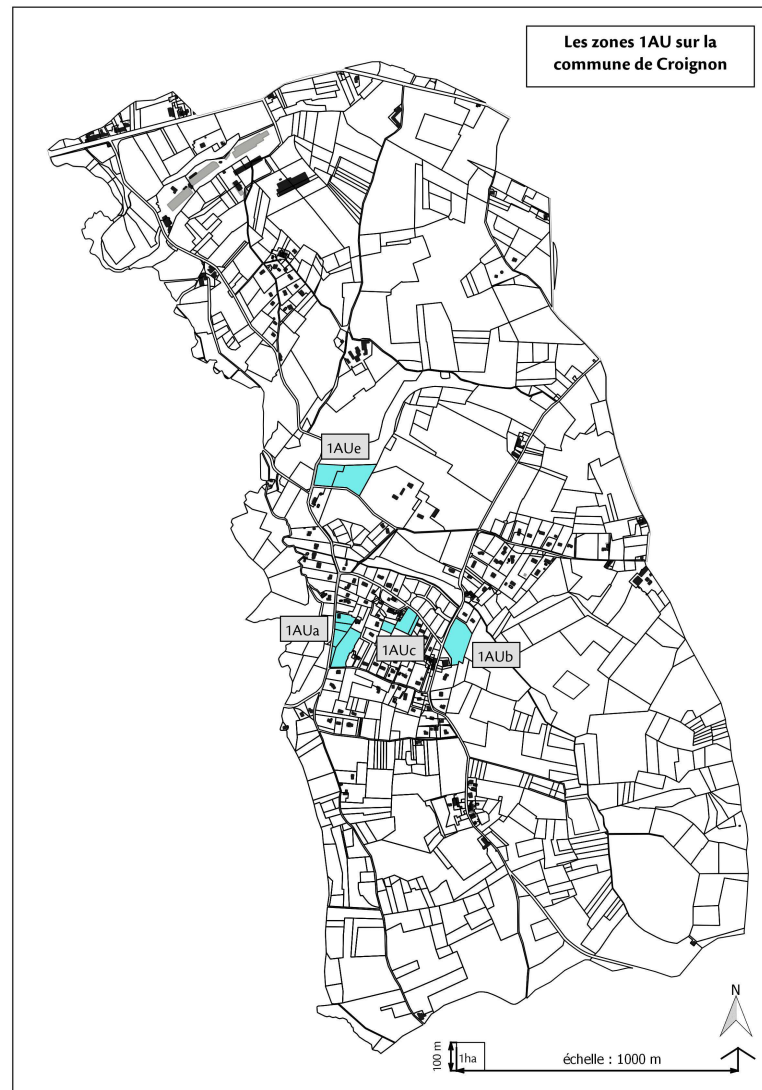 Les zones 1AU sur la
commune de Croignon
1AUe
1AUa
1AUc
1AUb
N
100 m
1ha
échelle : 1000 m